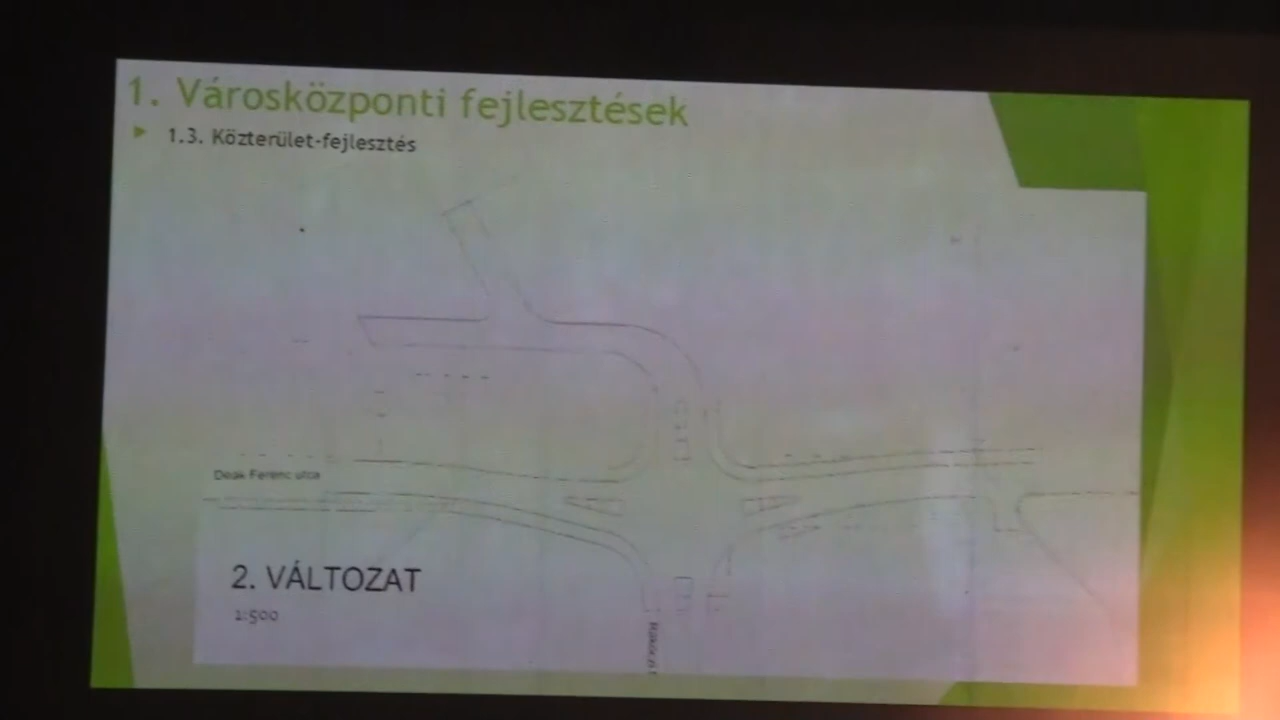 1. Városközponti fejlesztések
1.3. Közterület-fejlesztés
Deák Ferenc utca
2. VÁLTOZAT
1:500